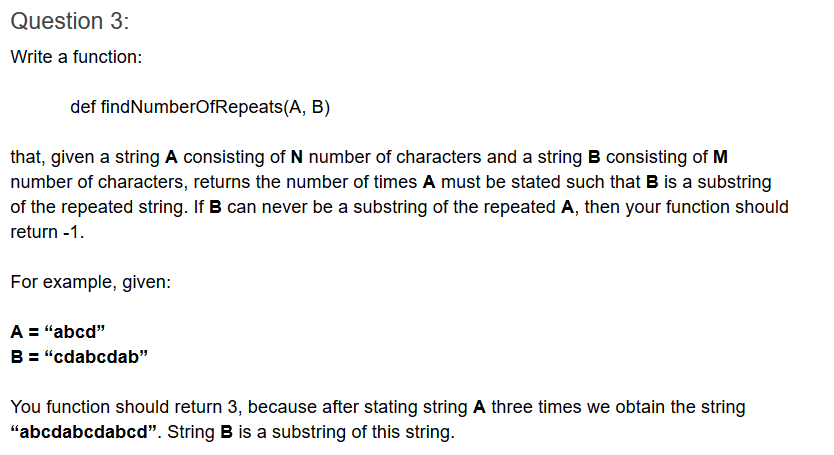 Question 3:
Write a function:
def findNumberOfRepeats(A, B)
that, given a string A consisting of N number of characters and a string B consisting of M
number of characters, returns the number of times A must be stated such that B is a substring
of the repeated string. If B can never be a substring of the repeated A, then your function should
return -1.
For example, given:
A = “abcd”
B = “cdabcdab”
You function should return 3, because after stating string A three times we obtain the string
“abcdabcdabcd”. String B is a substring of this string.